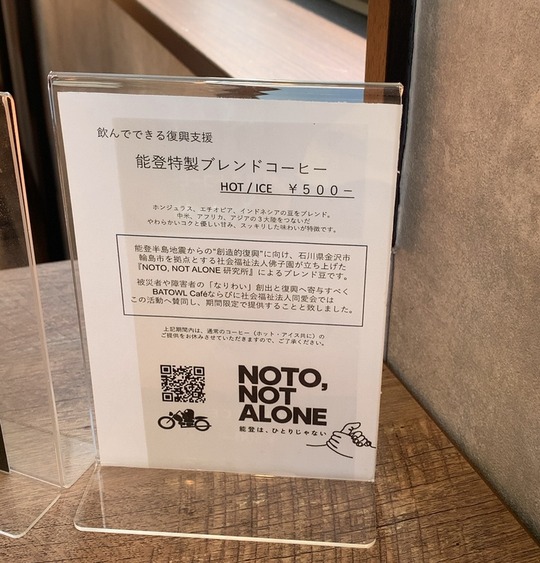 飲んでできる復興支援
能登特製ブレンドコーヒー
HOT / ICE ￥５００−
ホンジュラス、エチオピア、インドネシアの豆をブレンド。
中米、アフリカ、アジアの３大陸をつないだ
やわらかいコクと優しい甘み、スッキリした味わいが特徴です。
能登半島地震からの“創造的復興”に向け、石川県金沢市
輪島市を拠点とする社会福祉法人佛子園が立ち上げた
『NOTO, NOT ALONE 研究所』によるブレンド豆です。
被災者や障害者の「なりわい」創出と復興へ寄与すべく
BATOWL Caféならびに社会福祉法人同愛会では
この活動へ賛同し、期間限定で提供することと致しました。
上記期間内は、通常のコーヒー（ホット・アイス共に）の
ご提供をお休みさせていただきますので、ご了承ください。
NOTO,
NOT
ALONE
能登は、ひとりじゃない